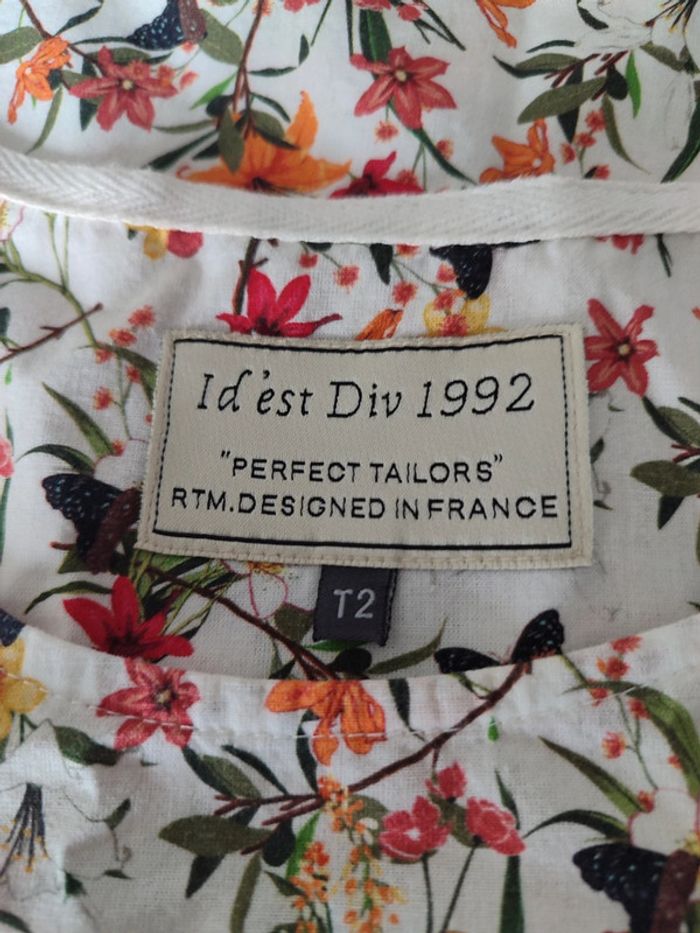 Id'est Div 1992
"PERFECT TAILORS"
RTM.DESIGNED IN FRANCE
T2